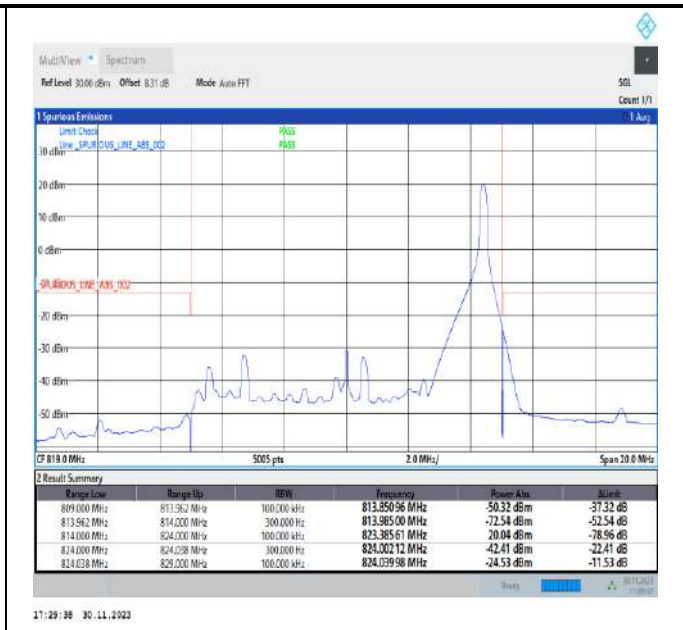 MultiView Spectrum
Ref Level 30.00 dBm Offset 8.31 dB Mode Auto FFT SGL
Count 1/1
1 Spurious Emissions 1 Avg
Limit Check PASS
Line _SPURIOUS_LINE_ABS_002 PASS
30 dBm
20 dBm
10 dBm
0 dBm
_SPURIOUS_LINE_ABS_002
-20 dBm
-30 dBm
-40 dBm
-50 dBm
CF 819.0 MHz 5005 pts 2.0 MHz/ Span 20.0 MHz
2 Result Summary
Range Low Range Up RBW Frequency Power Abs ΔLimit
809.000 MHz 813.962 MHz 100.000 kHz 813.85096 MHz -50.32 dBm -37.32 dB
813.962 MHz 814.000 MHz 300.000 Hz 813.98500 MHz -72.54 dBm -52.54 dB
814.000 MHz 824.000 MHz 100.000 kHz 823.38561 MHz 20.04 dBm -78.96 dB
824.000 MHz 824.038 MHz 300.000 Hz 824.00212 MHz -42.41 dBm -22.41 dB
824.038 MHz 829.000 MHz 100.000 kHz 824.03998 MHz -24.53 dBm -11.53 dB
Ready 30.11.2023
17:29:38 30.11.2023